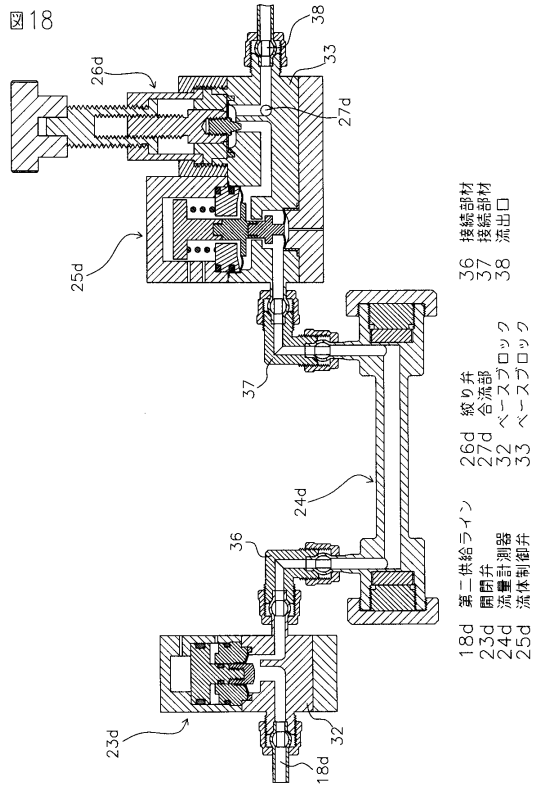 図18
38
33
26d
27d
25d
37
24d
36
23d
32
18d
18d 第二供給ライン
23d 開閉弁
24d 流量計測器
25d 流体制御弁
26d 絞り弁
27d 合流部
32 ベースブロック
33 ベースブロック
36 接続部材
37 接続部材
38 流出口